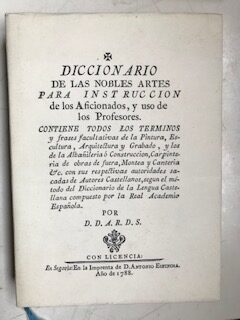 DICCIONARIO
DE LAS NOBLES ARTES
PARA INSTRUCCION
de los Aficionados, y uso de
los Profesores.
CONTIENE TODOS LOS TERMINOS
y frases facultativas de la Pintura, Es-
cultura, Arquitectura y Grabado, y los
de la Albañilería ó Construccion, Carpinte-
ría de obras de fuera, Montea y Cantería
&c. con sus respectivas autoridades sa-
cadas de Autores Castellanos, segun el mé-
todo del Diccionario de la Lengua Caste-
llana compuesto por la Real Academia
Española.
POR
D. D. A. R. D. S.
CON LICENCIA:
En Segovia: En la Imprenta de D. ANTONIO ESPINOSA.
Año de 1788.